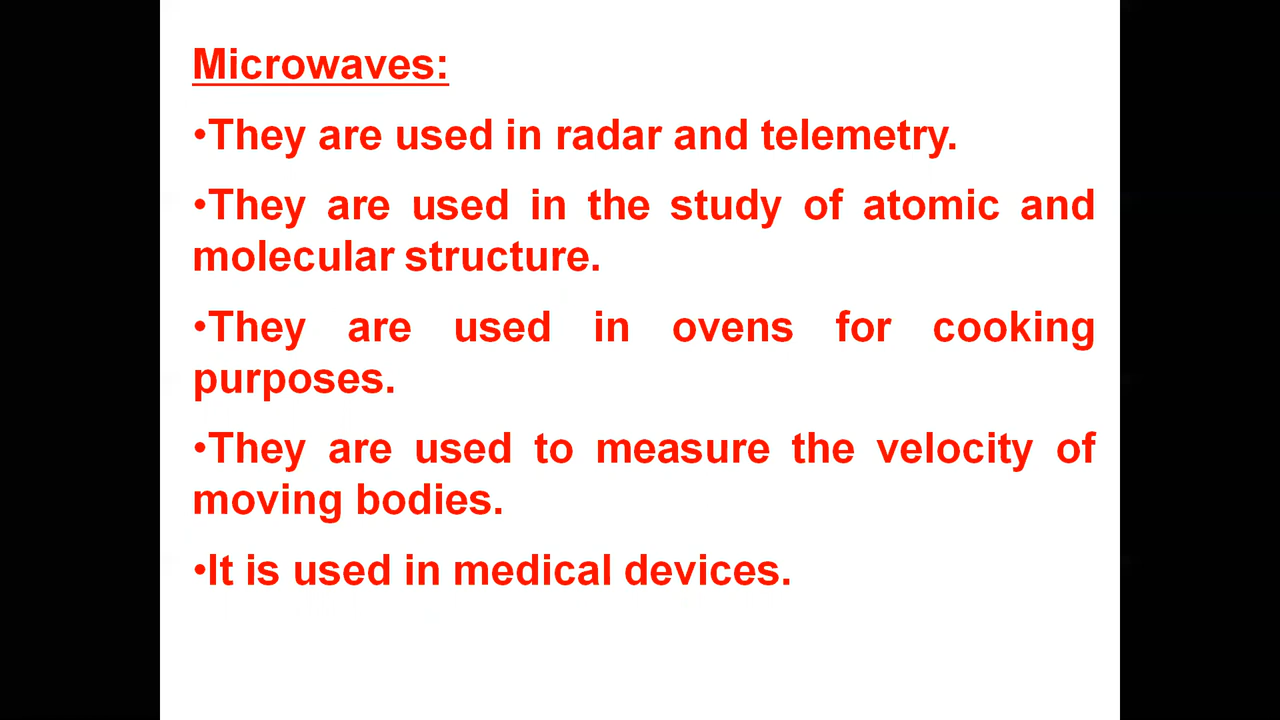 Microwaves:
•They are used in radar and telemetry.
•They are used in the study of atomic and
molecular structure.
•They are used in ovens for cooking
purposes.
•They are used to measure the velocity of
moving bodies.
•It is used in medical devices.